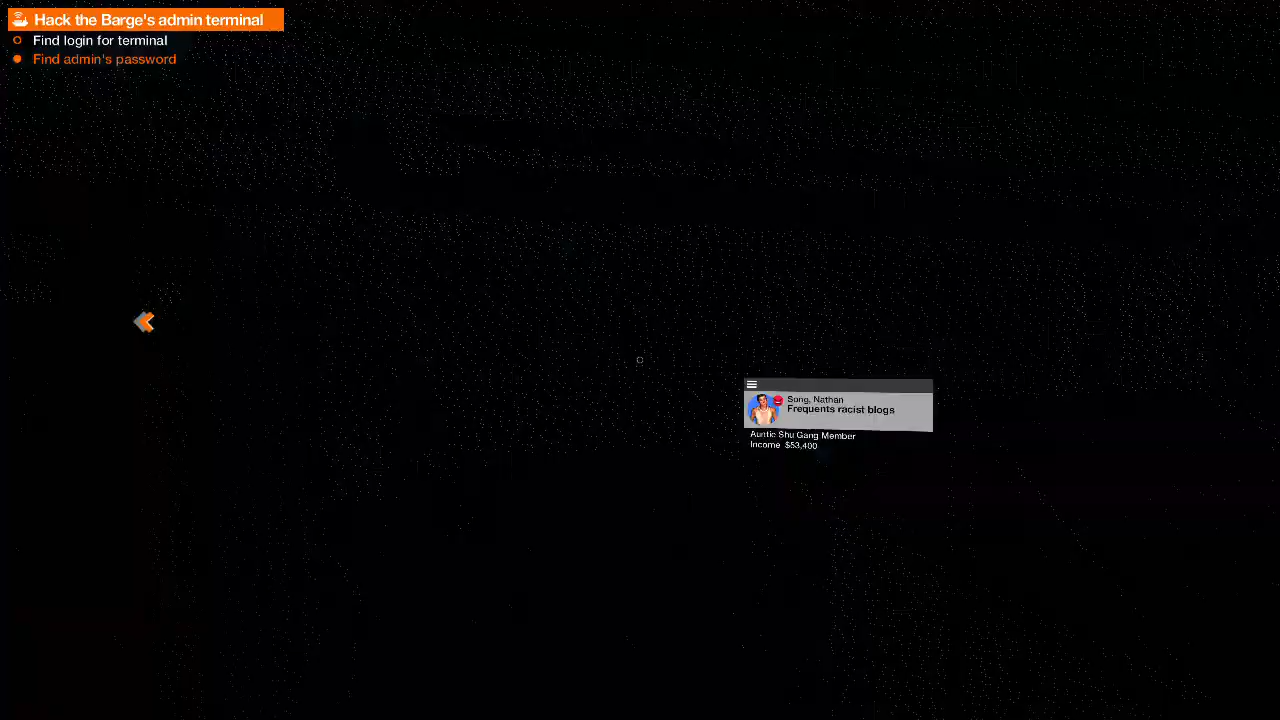 Hack the Barge's admin terminal
Find login for terminal
Find admin's password
Song, Nathan
Frequents racist blogs
Auntie Shu Gang Member
Income $53,400